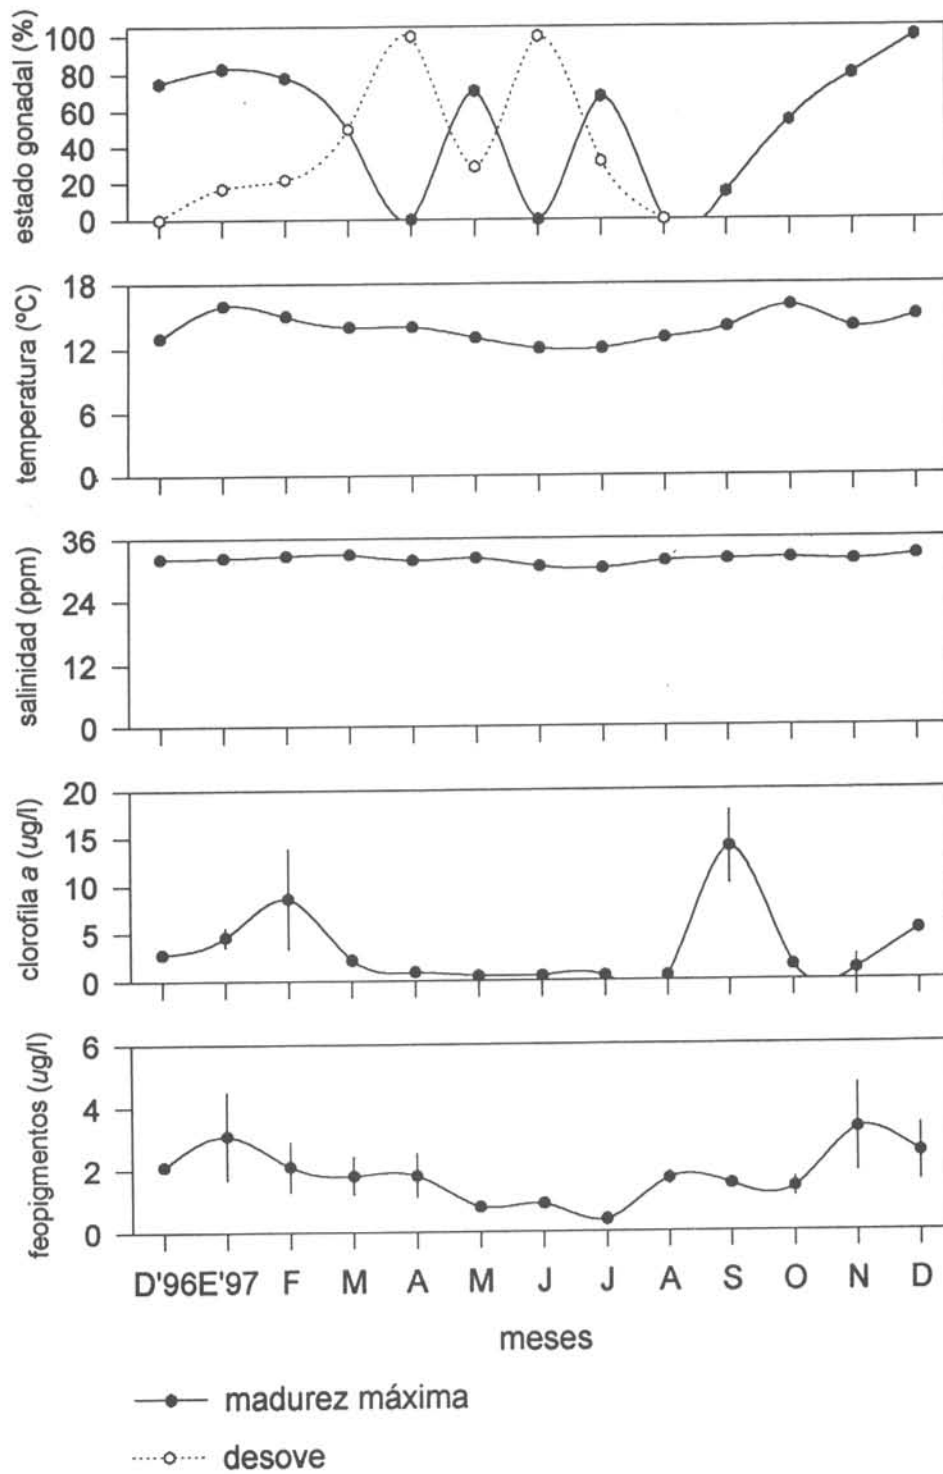 estado gonadal (%)
100
80
60
40
20
0
temperatura (ºC)
18
12
6
0
salinidad (ppm)
36
24
12
0
clorofila a (ug/l)
20
15
10
5
0
feopigmentos (ug/l)
6
4
2
0
D'96 E'97 F M A M J J A S O N D
meses
madurez máxima
desove